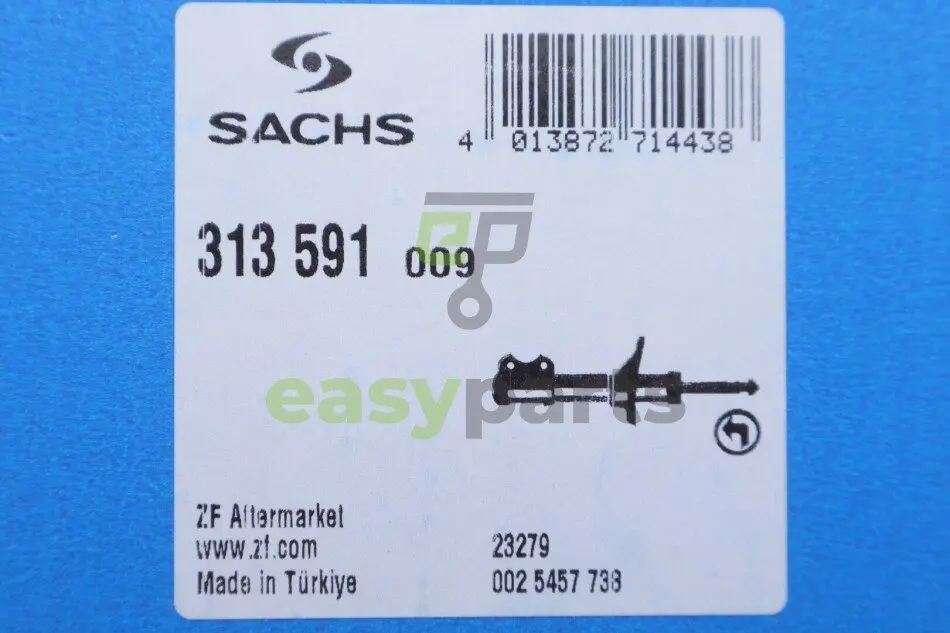 SACHS
4 013872 714438
313 591 009
easyparts
ZF Aftermarket
www.zf.com
Made in Türkiye
23279
002 5457 738